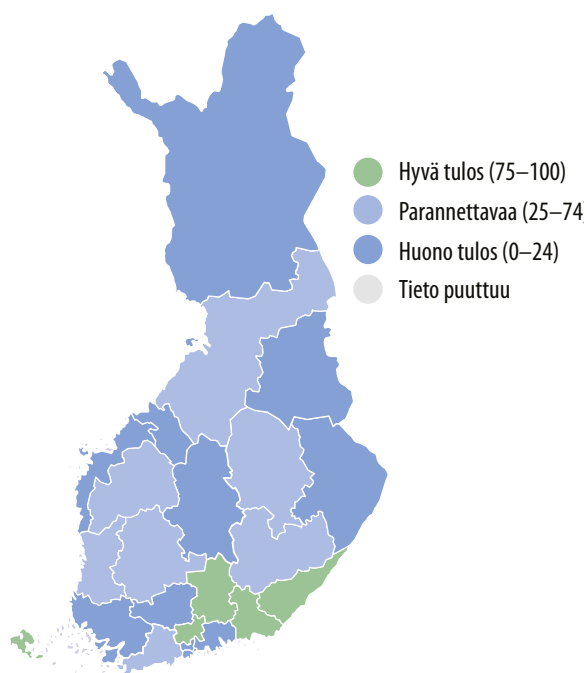 Hyvä tulos (75–100)
Parannettavaa (25–74)
Huono tulos (0–24)
Tieto puuttuu